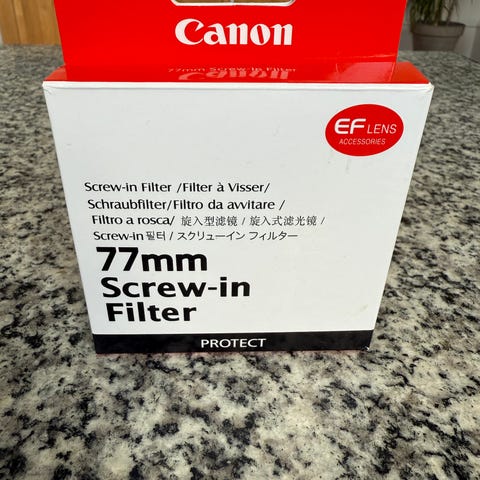 Canon
77mm Screw-in Filter
EF LENS
ACCESSORIES
Screw-in Filter /Filter à Visser/
Schraubfilter/Filtro da avvitare /
Filtro a rosca/ 旋入型滤镜 / 旋入式滤光镜 /
Screw-in 필터 / スクリューイン フィルター
77mm
Screw-in
Filter
PROTECT